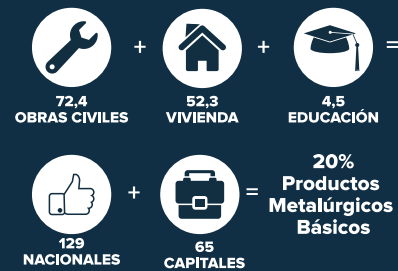 + + =
72,4
OBRAS CIVILES
52,3
VIVIENDA
4,5
EDUCACIÓN
+ =
129
NACIONALES
65
CAPITALES
20%
Productos
Metalúrgicos
Básicos